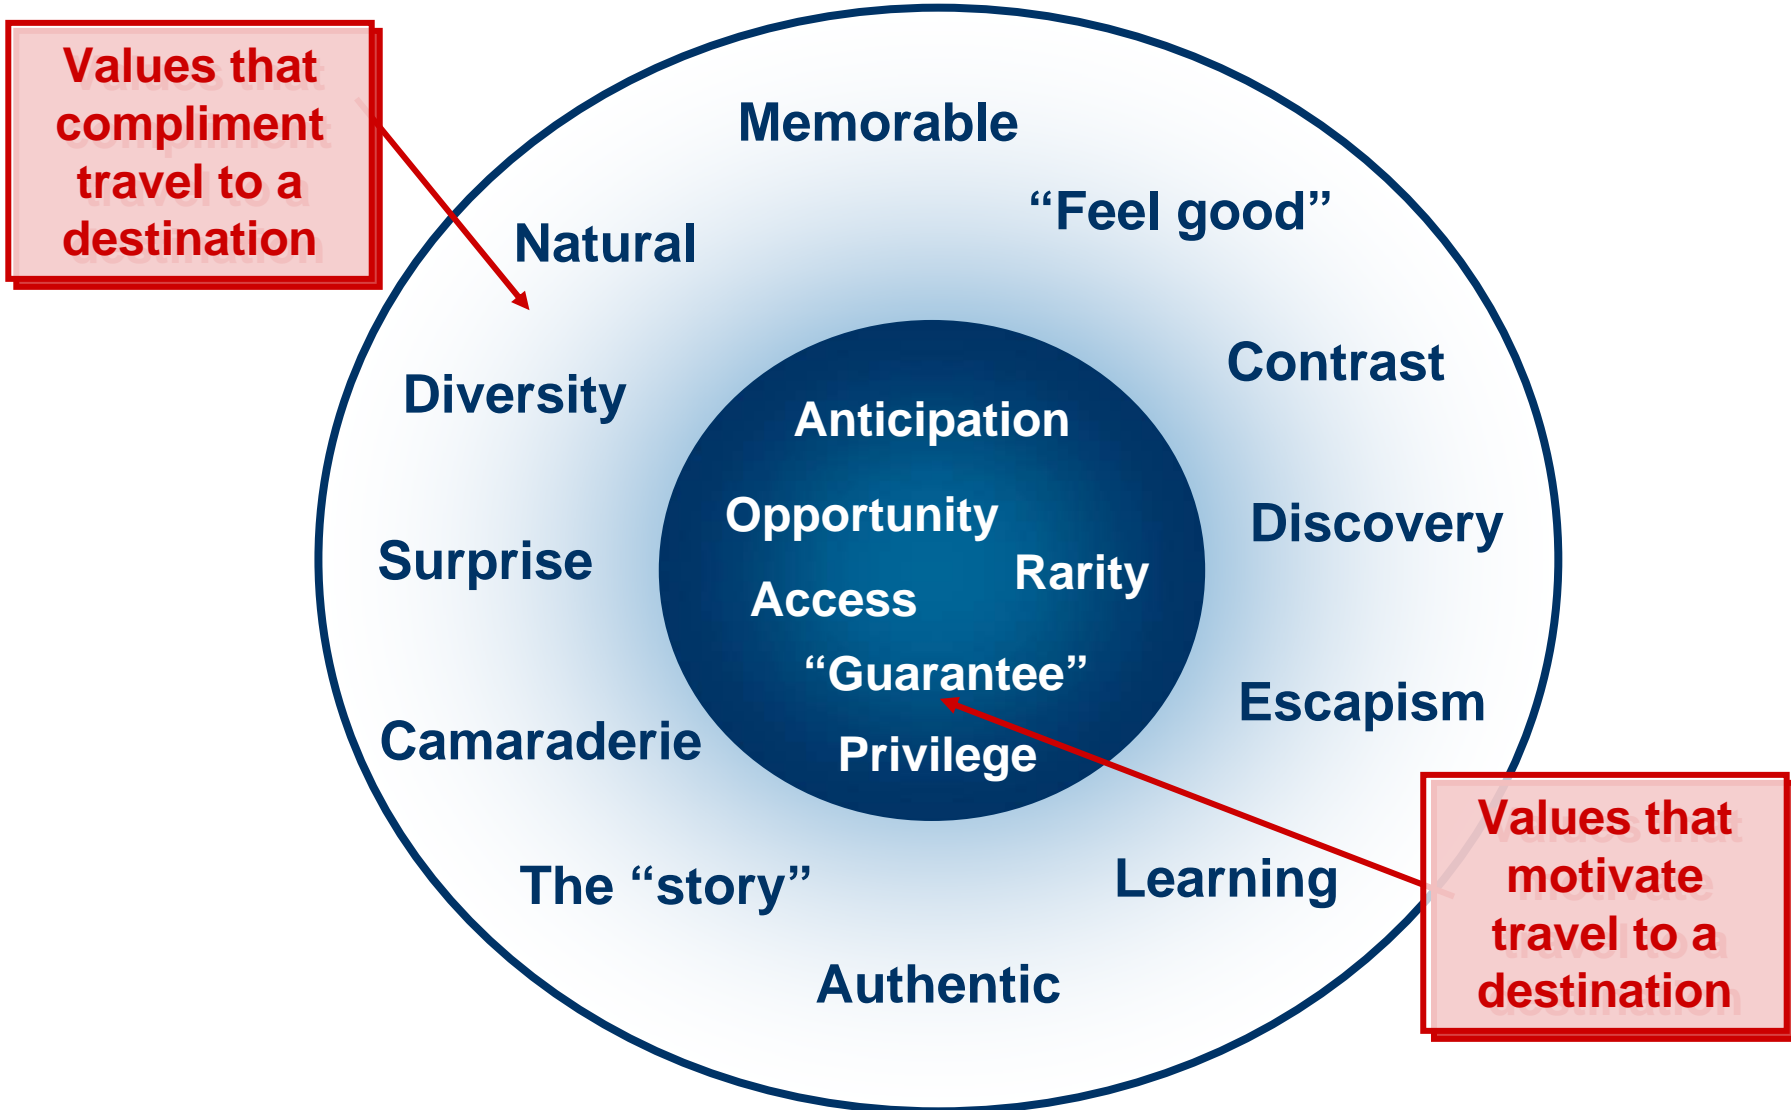 Values that
compliment
travel to a
destination
Memorable
“Feel good”
Natural
Contrast
Diversity
Anticipation
Opportunity
Discovery
Surprise
Rarity
Access
“Guarantee”
Escapism
Camaraderie
Privilege
Values that
motivate
travel to a
destination
The “story”
Learning
Authentic